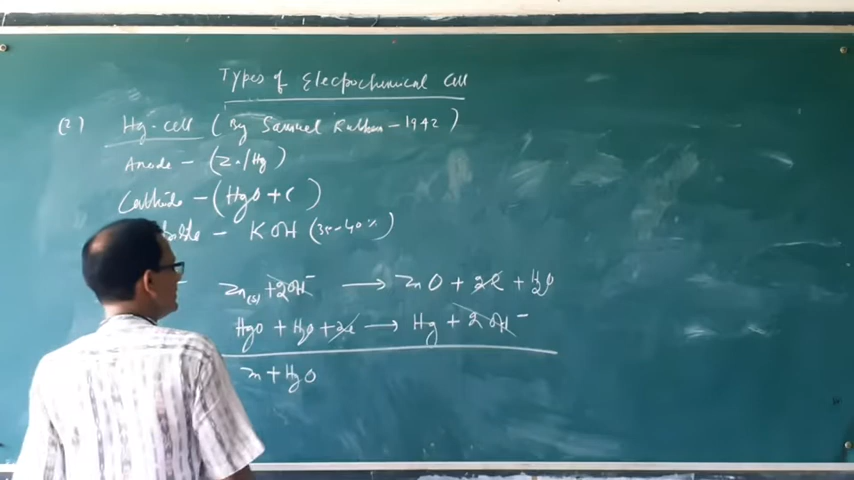 Types of Elecpochemical Cell
(2) Hg-cell (By Samuel Ruben - 1942)
Anode - (Zn/Hg)
Cathode - (HgO + C)
- KOH (35-40%)
Zn(s) + 2OH⁻ → ZnO + 2e + H₂O
HgO + H₂O + 2e → Hg + 2OH⁻
Zn + HgO